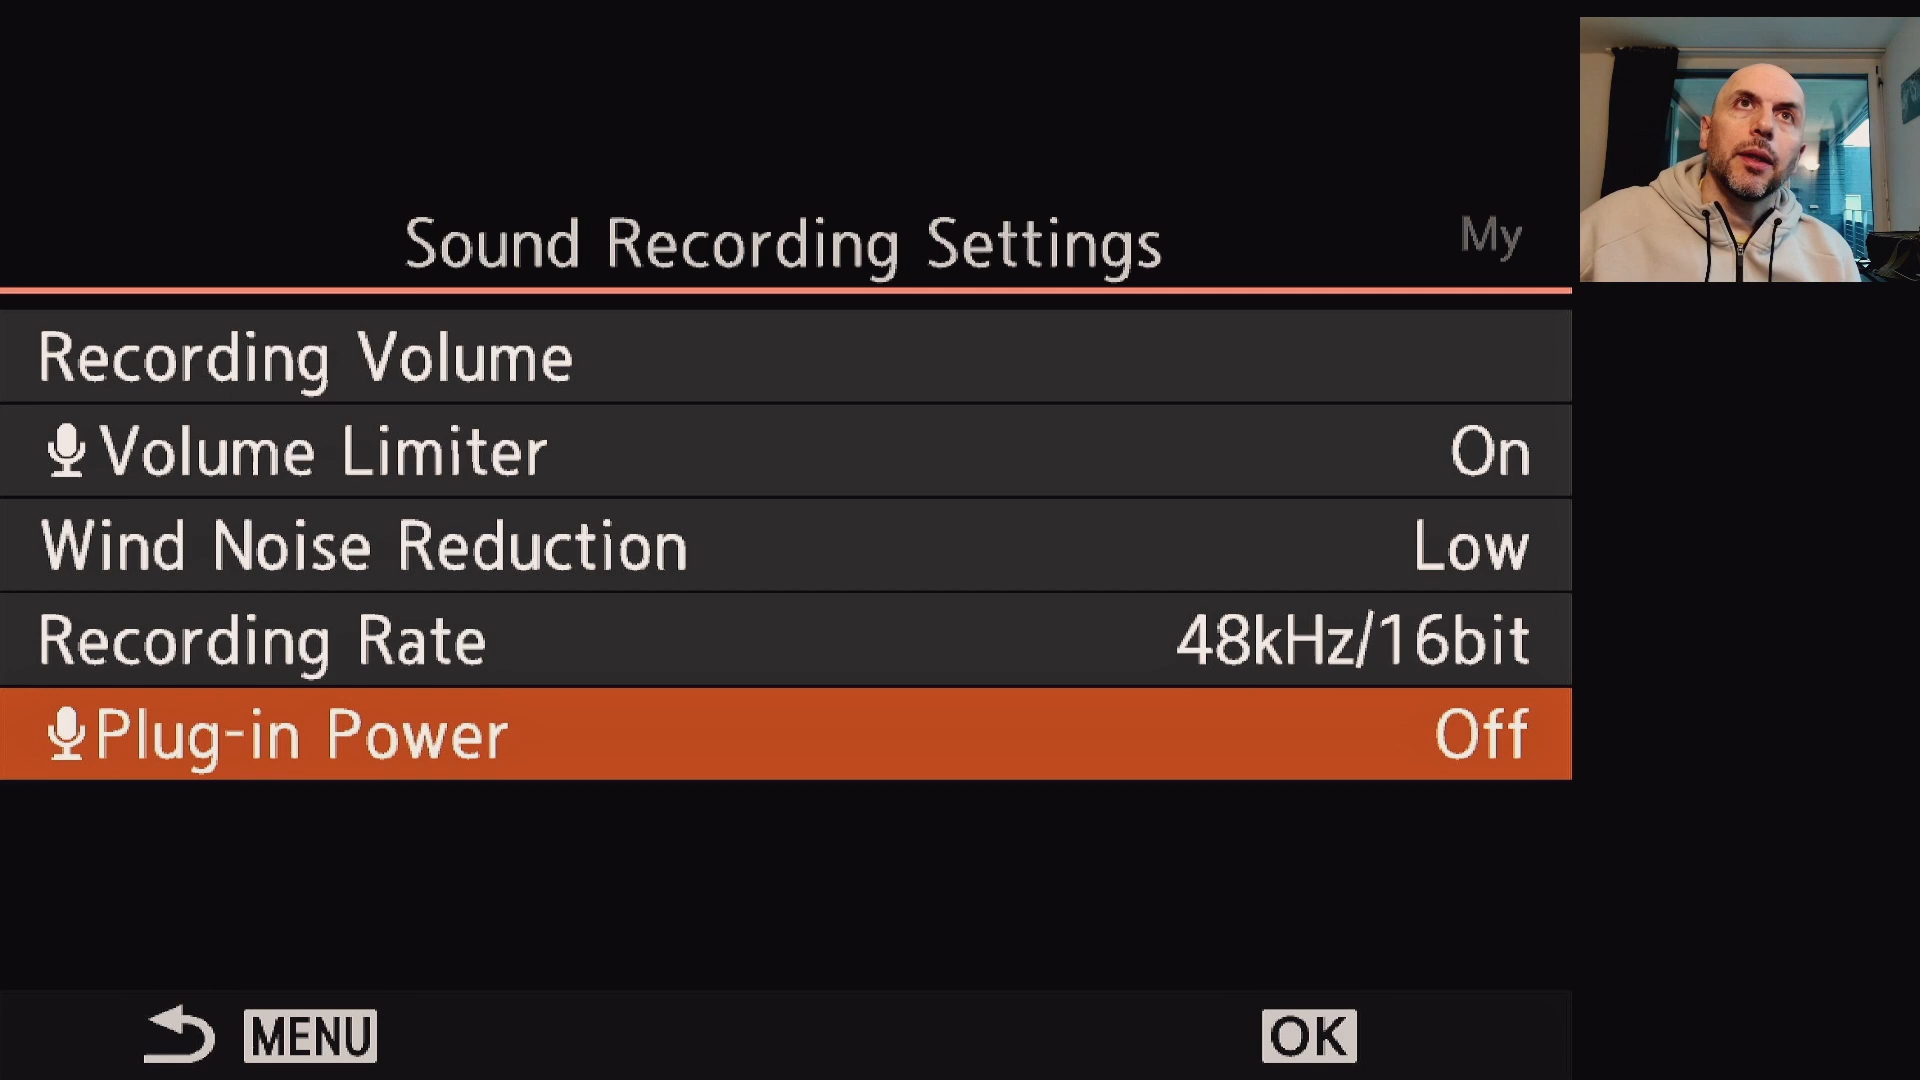 Sound Recording Settings
My
Recording Volume
Volume Limiter On
Wind Noise Reduction Low
Recording Rate 48kHz/16bit
Plug-in Power Off
MENU
OK